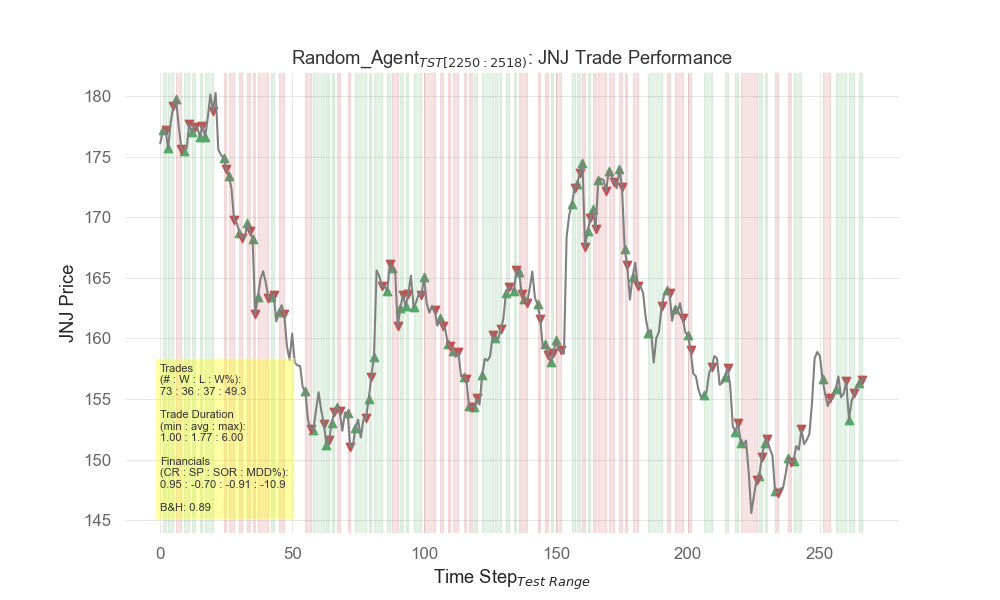 Random_Agent TST[2250 : 2518): JNJ Trade Performance
JNJ Price
180
175
170
165
160
155
150
145
Trades
(# : W : L : W%):
73 : 36 : 37 : 49.3
Trade Duration
(min : avg : max):
1.00 : 1.77 : 6.00
Financials
(CR : SP : SOR : MDD%):
0.95 : -0.70 : -0.91 : -10.9
B&H: 0.89
0 50 100 150 200 250
Time Step Test Range